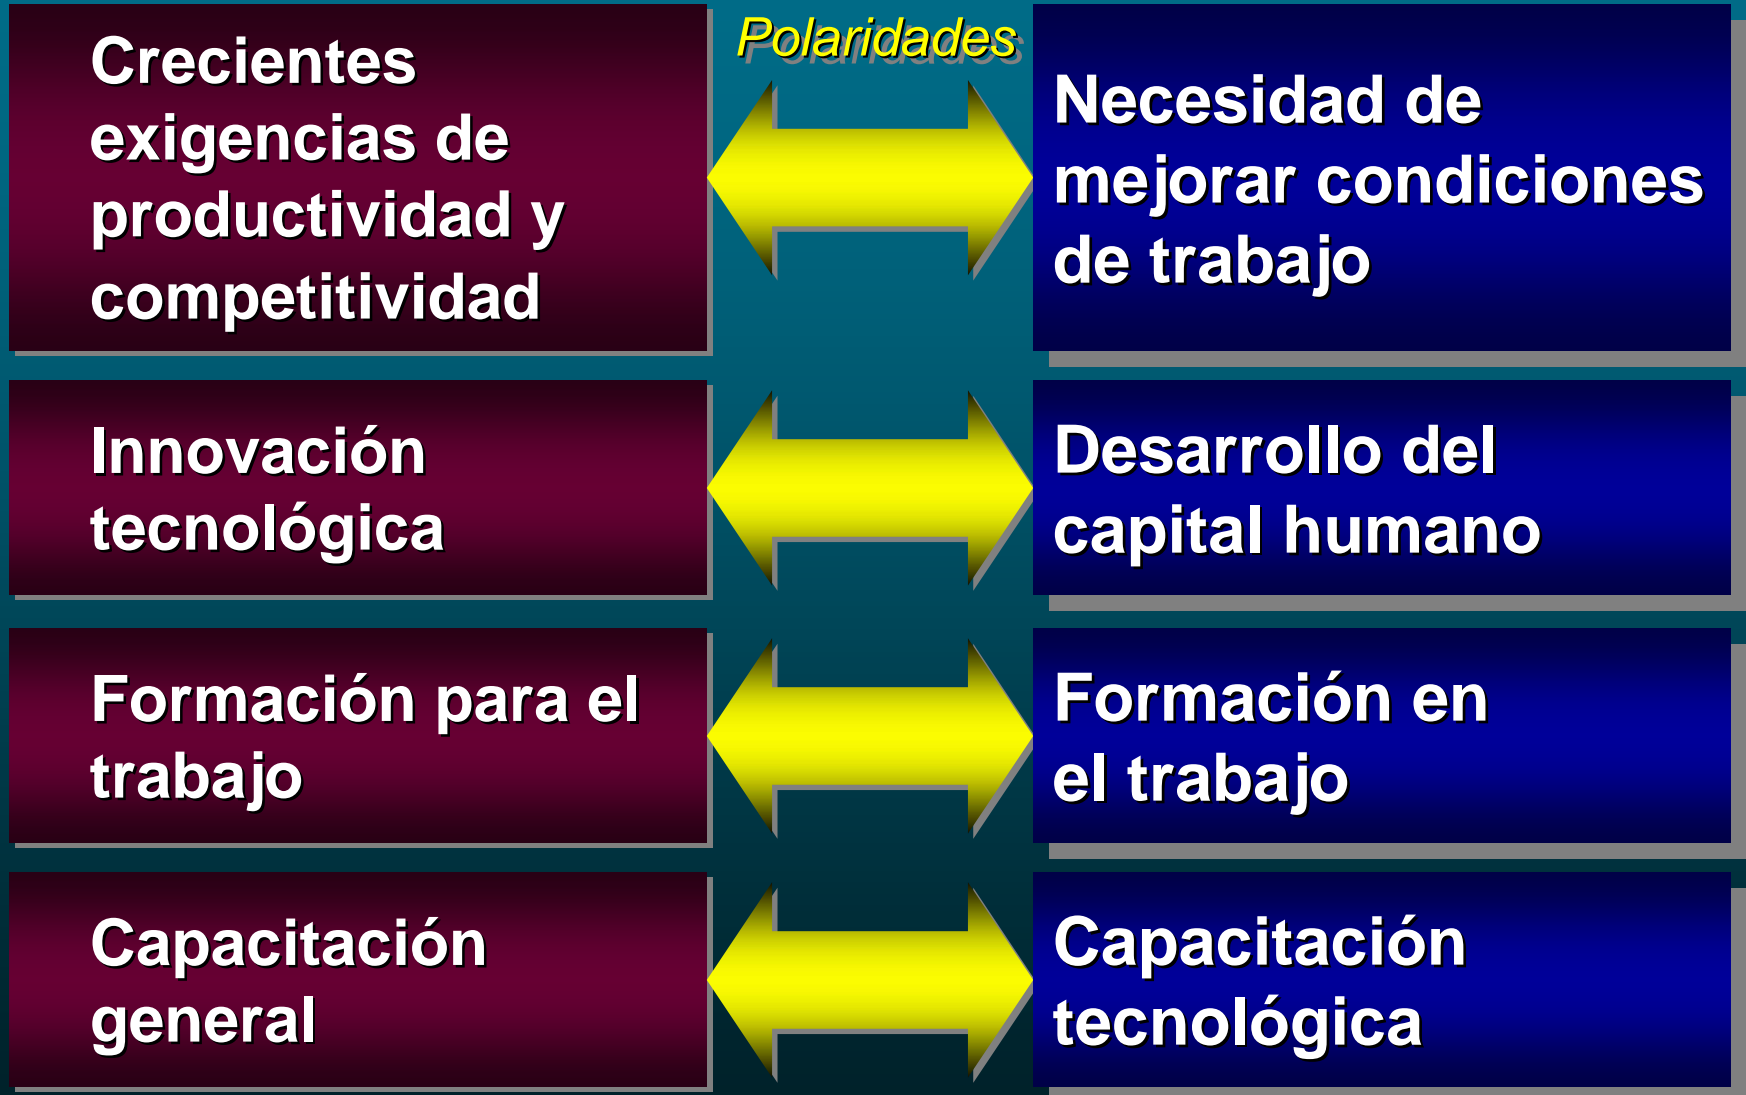 Polaridades
Crecientes
exigencias de
productividad y
competitividad
Necesidad de
mejorar condiciones
de trabajo
Innovación
tecnológica
Desarrollo del
capital humano
Formación para el
trabajo
Formación en
el trabajo
Capacitación
general
Capacitación
tecnológica